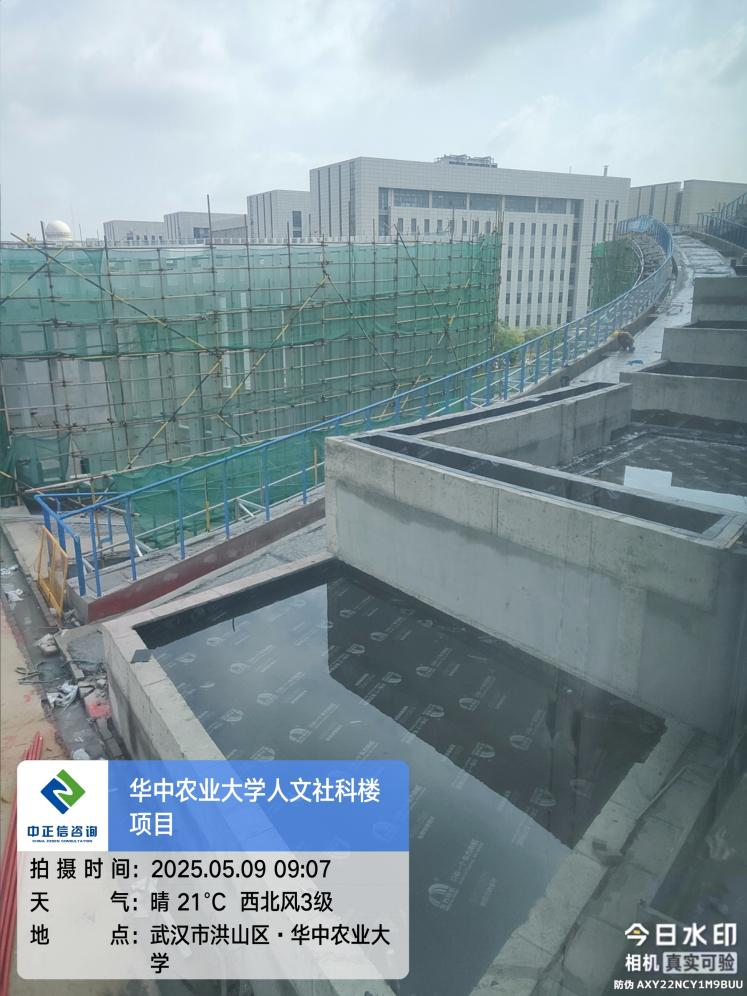 中正信咨询
CHINA ZEXIN CONSULTATION
华中农业大学人文社科楼
项目
拍摄时间：2025.05.09 09:07
天气：晴 21℃ 西北风3级
地点：武汉市洪山区·华中农业大
学
今日水印
相机 真实可验
防伪 AXY22NCY1M9BUU